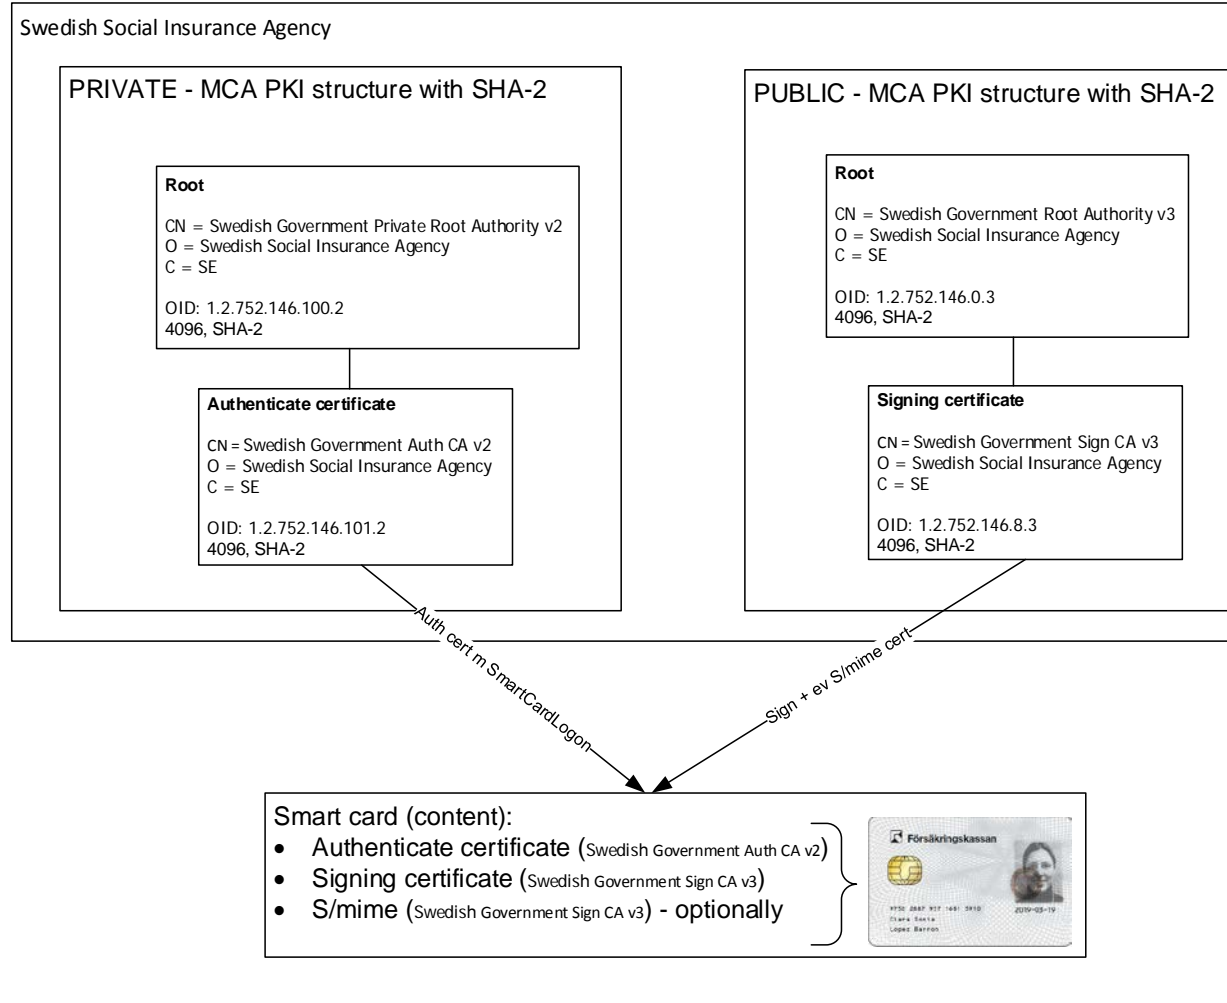 Swedish Social Insurance Agency
PRIVATE - MCA PKI structure with SHA-2
Root
CN = Swedish Government Private Root Authority v2
O = Swedish Social Insurance Agency
C = SE
OID: 1.2.752.146.100.2
4096, SHA-2
Authenticate certificate
CN = Swedish Government Auth CA v2
O = Swedish Social Insurance Agency
C = SE
OID: 1.2.752.146.101.2
4096, SHA-2
PUBLIC - MCA PKI structure with SHA-2
Root
CN = Swedish Government Root Authority v3
O = Swedish Social Insurance Agency
C = SE
OID: 1.2.752.146.0.3
4096, SHA-2
Signing certificate
CN = Swedish Government Sign CA v3
O = Swedish Social Insurance Agency
C = SE
OID: 1.2.752.146.8.3
4096, SHA-2
Auth cert m SmartCardLogon
Sign + ev S/mime cert
Smart card (content):
• Authenticate certificate (Swedish Government Auth CA v2)
• Signing certificate (Swedish Government Sign CA v3)
• S/mime (Swedish Government Sign CA v3) - optionally
Försäkringskassan
2019-03-19
Lopez Barron